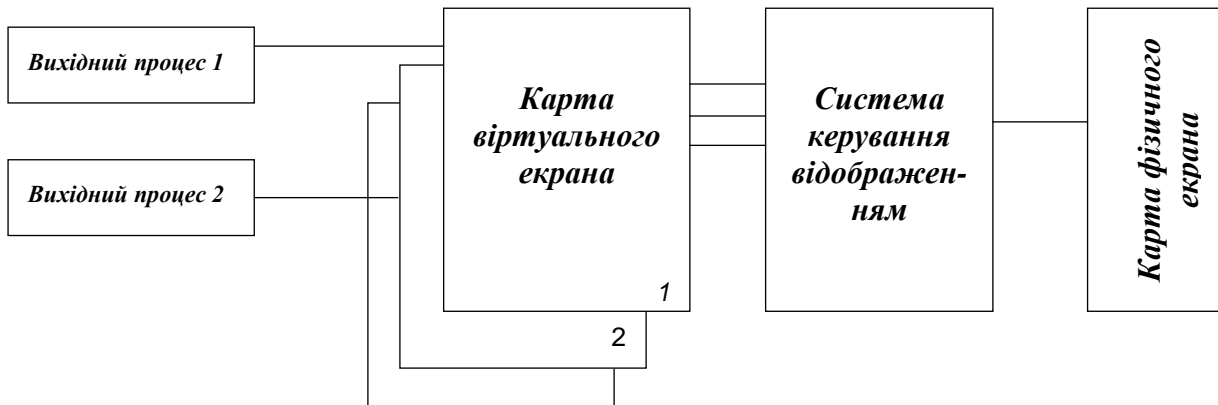 Вихідний процес 1
Вихідний процес 2
Карта
віртуального
екрана
1
2
Система
керування
відображен-
ням
Карта фізичного
екрана